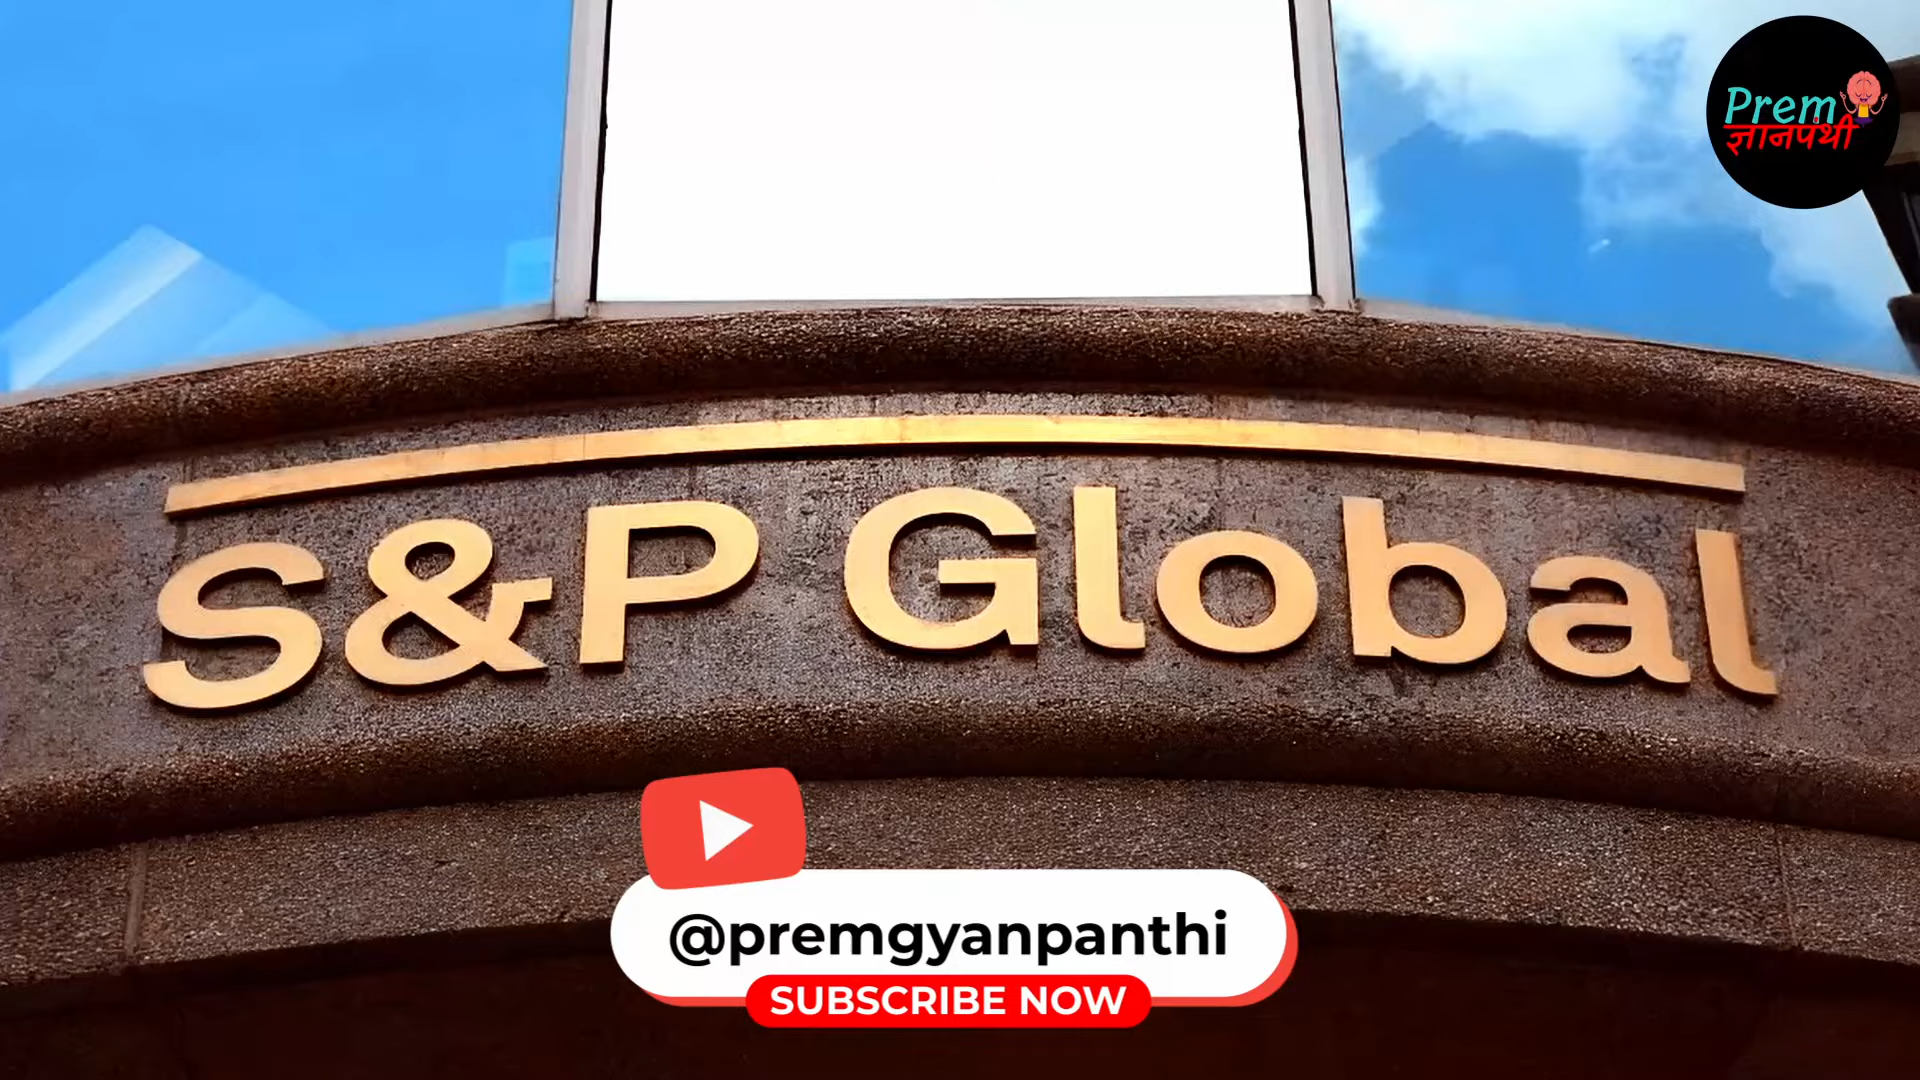 Prem
ज्ञानपंथी
S&P Global
@premgyanpanthi
SUBSCRIBE NOW